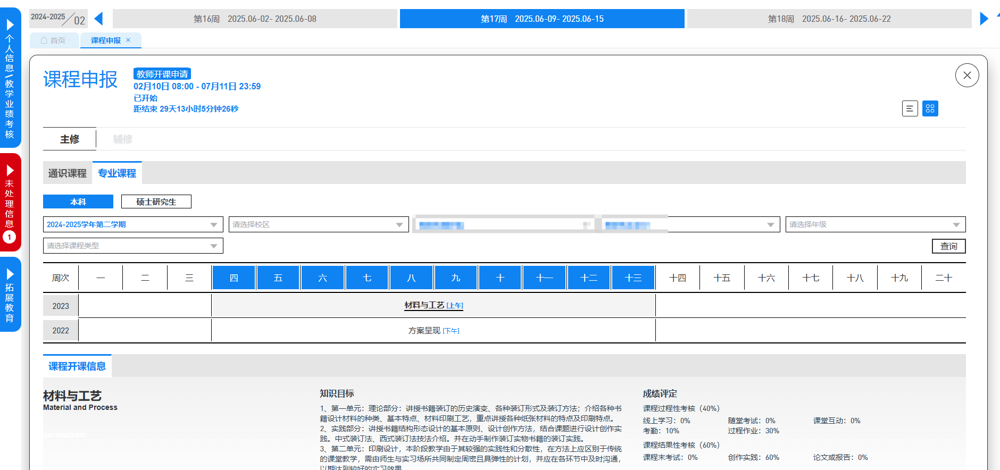 2024-2025/02
第16周 2025.06-02- 2025.06-08
第17周 2025.06-09- 2025.06-15
第18周 2025.06-16- 2025.06-22
个人信息/教学业绩考核
未处理信息
1
拓展教育
首页
课程申报 ×
课程申报
教师开课申请
02月10日 08:00 - 07月11日 23:59
已开始
距结束 29天13小时5分钟26秒
主修 辅修
通识课程 专业课程
本科 硕士研究生
2024-2025学年第二学期 请选择校区 请选择年级
请选择课程类型 查询
周次 一 二 三 四 五 六 七 八 九 十 十一 十二 十三 十四 十五 十六 十七 十八 十九 二十
2023 材料与工艺 [上午]
2022 方案呈现 [下午]
课程开课信息
材料与工艺
Material and Process
知识目标
1、第一单元：理论部分：讲授书籍装订的历史演变、各种装订形式及装订方法；介绍各种书
籍设计材料的种类、基本特点、材料印刷工艺，重点讲授各种纸张材料的特点及印刷特点。
2、实践部分：讲授书籍结构形态设计的基本原则、设计创作方法，结合课题进行设计创作实
践。中式装订法、西式装订法技法介绍。并在动手制作装订实物书籍的装订实践。
3、第二单元：印刷设计，本阶段教学由于其较强的实践性和分散性，在方法上应区别于传统
的课堂教学，需由师生与实习场所共同制定周密且具弹性的计划，并应在各环节中及时沟通，
以期达到较好的实习效果
成绩评定
课程过程性考核（40%）
线上学习：0% 随堂考试：0% 课堂互动：0%
考勤：10% 过程作业：30%
课程结果性考核（60%）
课程末考试：0% 创作实践：60% 论文或报告：0%